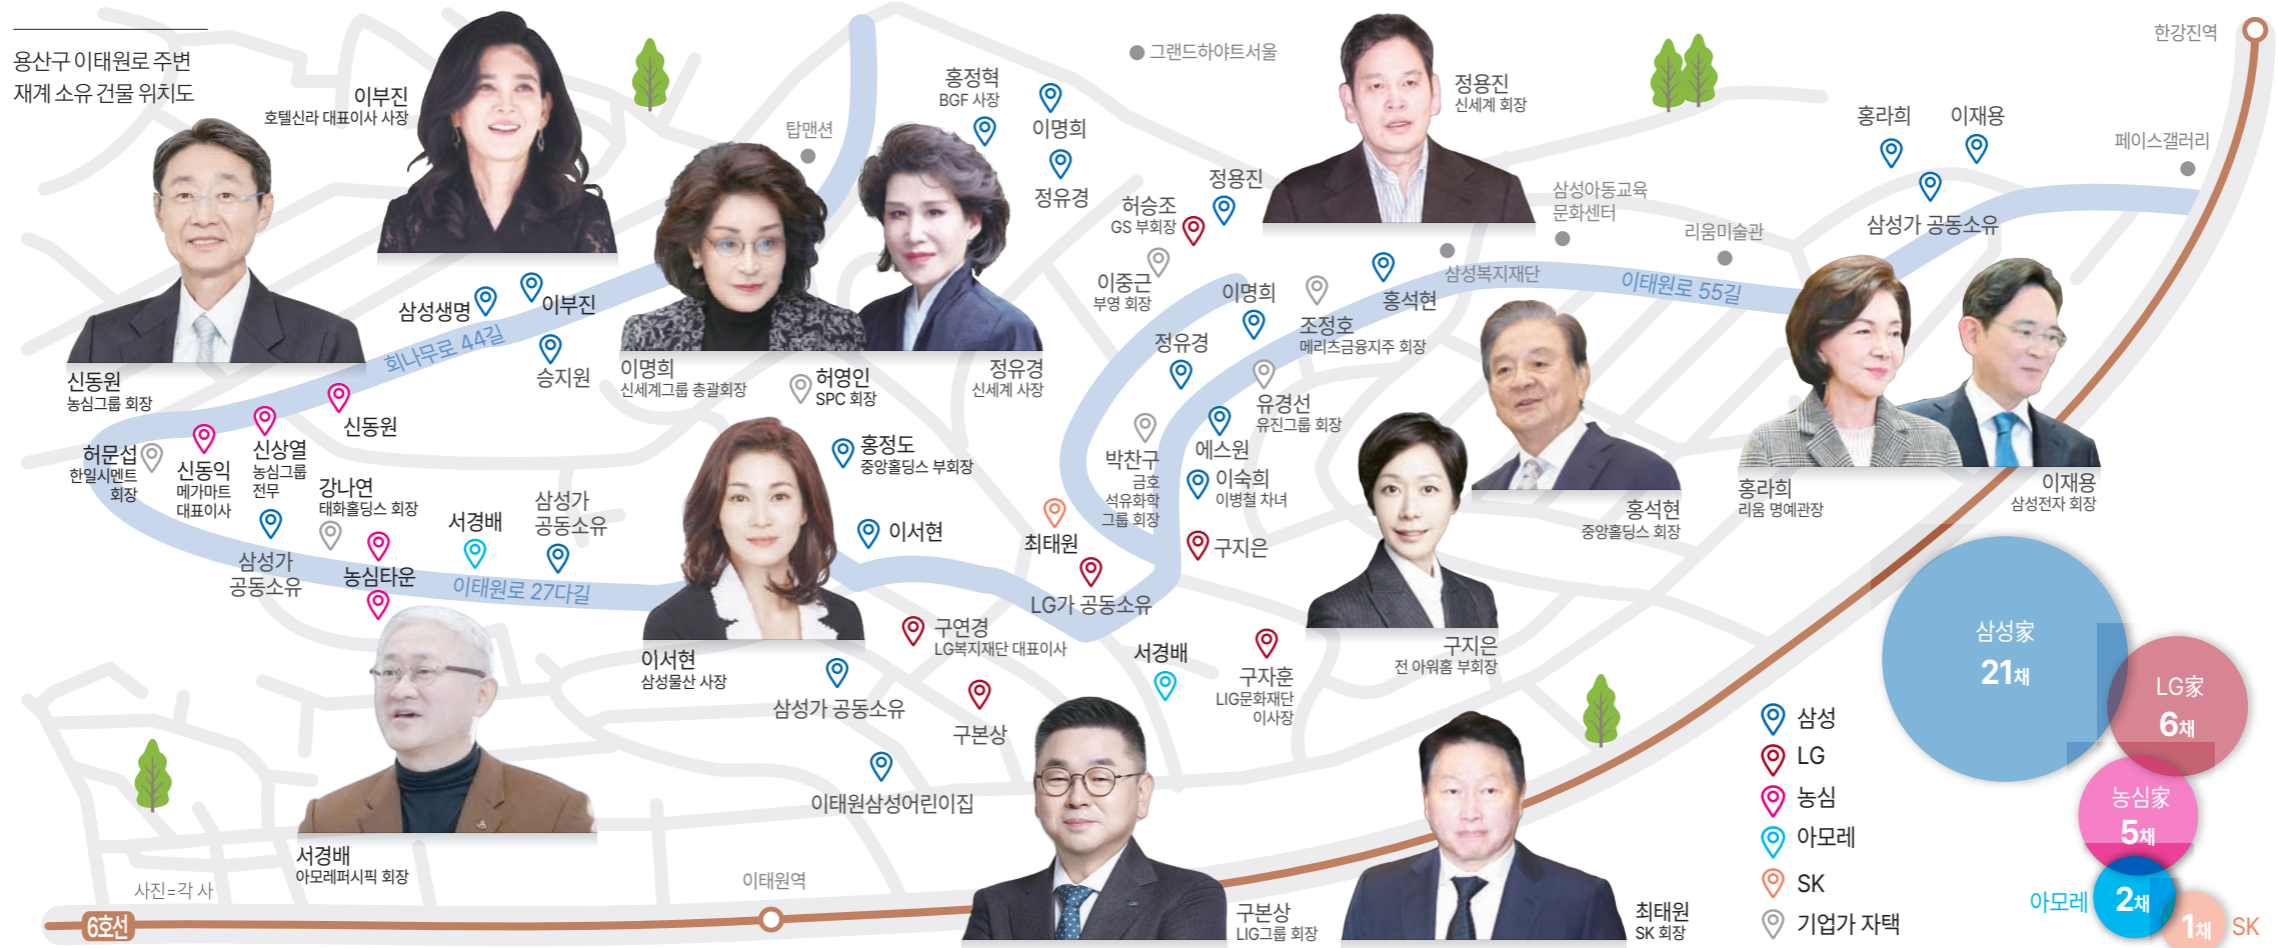 용산구 이태원로 주변
재계 소유 건물 위치도
이부진
호텔신라 대표이사 사장
탑맨션
홍정혁
BGF 사장
이명희
정유경
그랜드하야트서울
정용진
신세계 회장
한강진역
홍라희
이재용
페이스갤러리
삼성가 공동소유
정용진
허승조
GS 부회장
이중근
부영 회장
삼성아동교육
문화센터
리움미술관
삼성복지재단
이태원로 55길
홍석현
이명희
조정호
메리츠금융지주 회장
정유경
유경선
유진그룹 회장
삼성생명
이부진
회나무로 44길
승지원
신동원
농심그룹 회장
이명희
신세계그룹 총괄회장
허영인
SPC 회장
정유경
신세계 사장
신동원
허문섭
한일시멘트
회장
신동익
메가마트
대표이사
신상열
농심그룹
전무
강나연
태화홀딩스 회장
서경배
삼성가
공동소유
삼성가
공동소유
농심타운
이태원로 27다길
홍정도
중앙홀딩스 부회장
이서현
에스원
박찬구
금호
석유화학
그룹 회장
이숙희
이병철 차녀
최태원
구지은
LG가 공동소유
홍석현
중앙홀딩스 회장
홍라희
리움 명예관장
이재용
삼성전자 회장
이서현
삼성물산 사장
구연경
LG복지재단 대표이사
삼성가 공동소유
구본상
서경배
구자훈
LIG문화재단
이사장
구지은
전 아워홈 부회장
이태원삼성어린이집
서경배
아모레퍼시픽 회장
사진=각 사
6호선
이태원역
구본상
LIG그룹 회장
최태원
SK 회장
삼성
LG
농심
아모레
SK
기업가 자택
삼성家
21채
LG家
6채
농심家
5채
아모레
2채
1채
SK